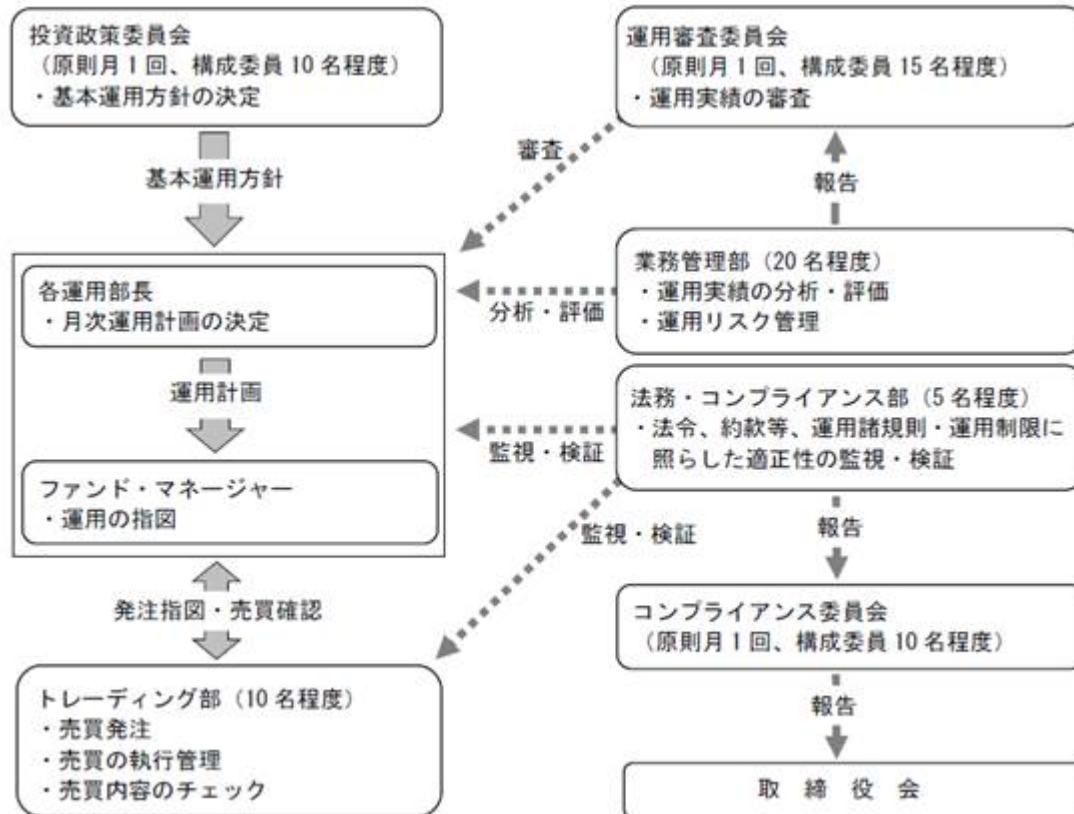 投資政策委員会
(原則月1回、構成委員10名程度)
・基本運用方針の決定
基本運用方針
各運用部長
・月次運用計画の決定
運用計画
ファンド・マネージャー
・運用の指図
発注指図・売買確認
トレーディング部(10名程度)
・売買発注
・売買の執行管理
・売買内容のチェック
運用審査委員会
(原則月1回、構成委員15名程度)
・運用実績の審査
審査
報告
業務管理部(20名程度)
・運用実績の分析・評価
・運用リスク管理
分析・評価
法務・コンプライアンス部(5名程度)
・法令、約款等、運用諸規則・運用制限に
照らした適正性の監視・検証
監視・検証
監視・検証
報告
コンプライアンス委員会
(原則月1回、構成委員10名程度)
報告
取 締 役 会